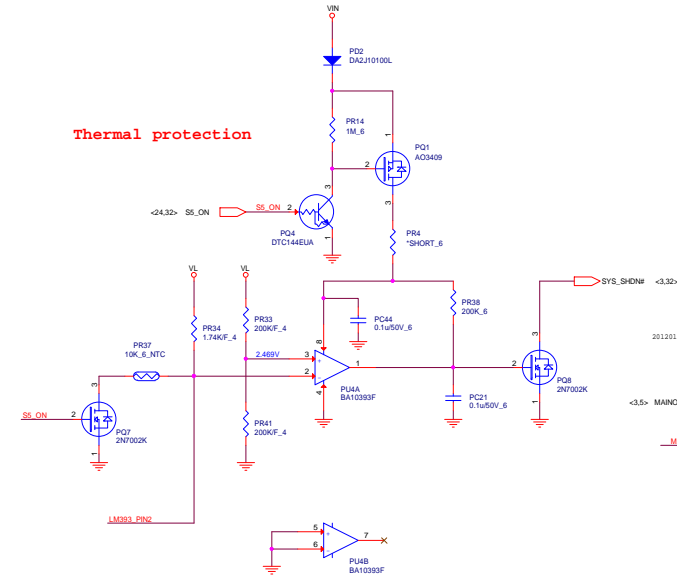 VIN
PD2
DA2J10100L
PR14
1M_6
1
Thermal protection
PQ1
AO3409
2
3
3
<24,32> S5_ON
S5_ON 2
PQ4
DTC144EUA
1
PR4
*SHORT_6
VL
VL
SYS_SHDN# <3,32>
PR34
1.74K/F_4
PR33
200K/F_4
PC44
0.1u/50V_6
PR38
200K_6
3
201201
PR37
10K_6_NTC
8
2.469V
3
+
2
-
1
2
PU4A
BA10393F
4
PQ8
2N7002K
1
3
S5_ON 2
PQ7
2N7002K
1
PR41
200K/F_4
PC21
0.1u/50V_6
<3,5> MAINC
M
LM393_PIN2
5
+
6
-
7
PU4B
BA10393F